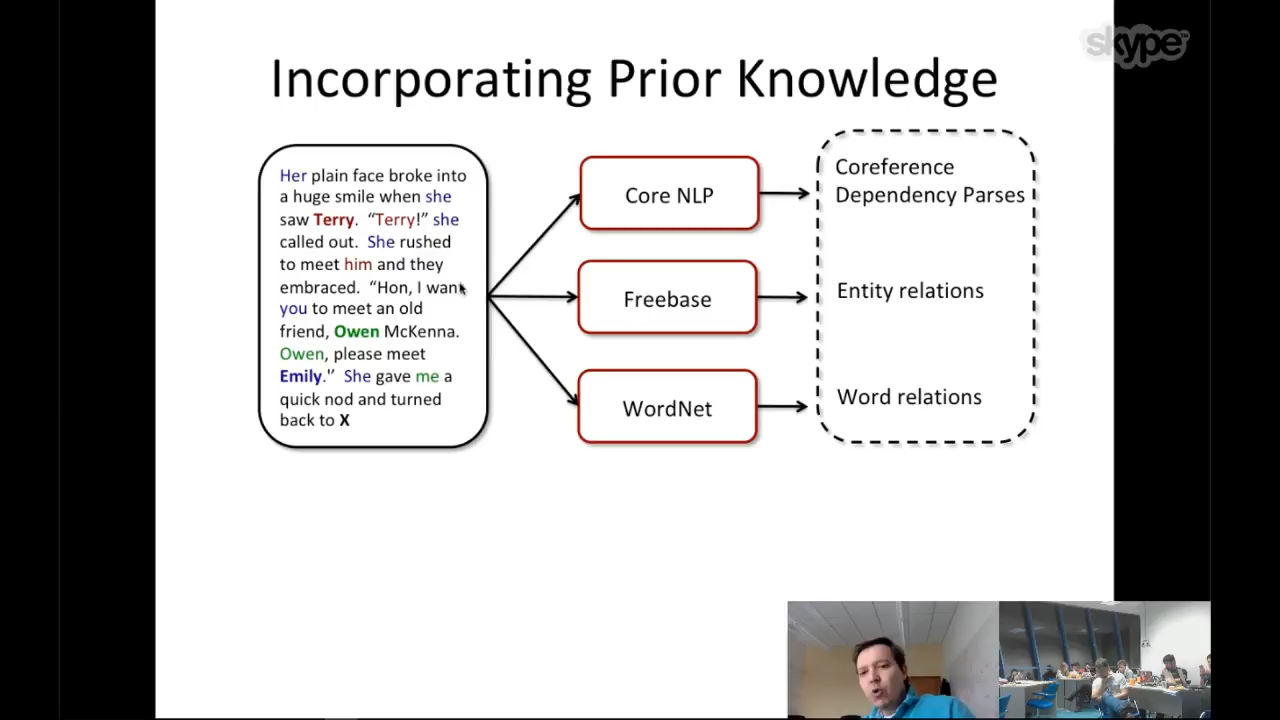 skype™
Incorporating Prior Knowledge
Her plain face broke into
a huge smile when she
saw Terry. “Terry!” she
called out. She rushed
to meet him and they
embraced. “Hon, I want
you to meet an old
friend, Owen McKenna.
Owen, please meet
Emily.” She gave me a
quick nod and turned
back to X
Core NLP
Freebase
WordNet
Coreference
Dependency Parses
Entity relations
Word relations